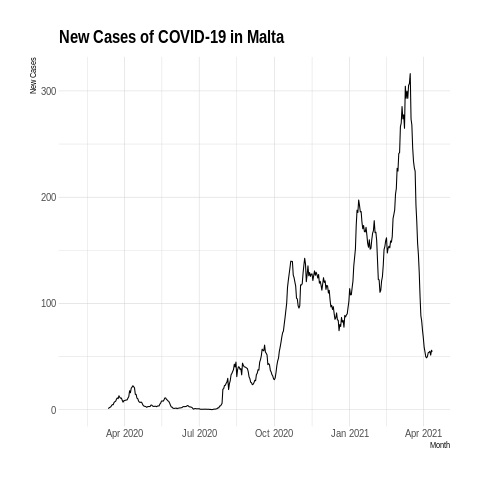 New Cases of COVID-19 in Malta
New Cases
300
200
100
0
Apr 2020
Jul 2020
Oct 2020
Jan 2021
Apr 2021
Month